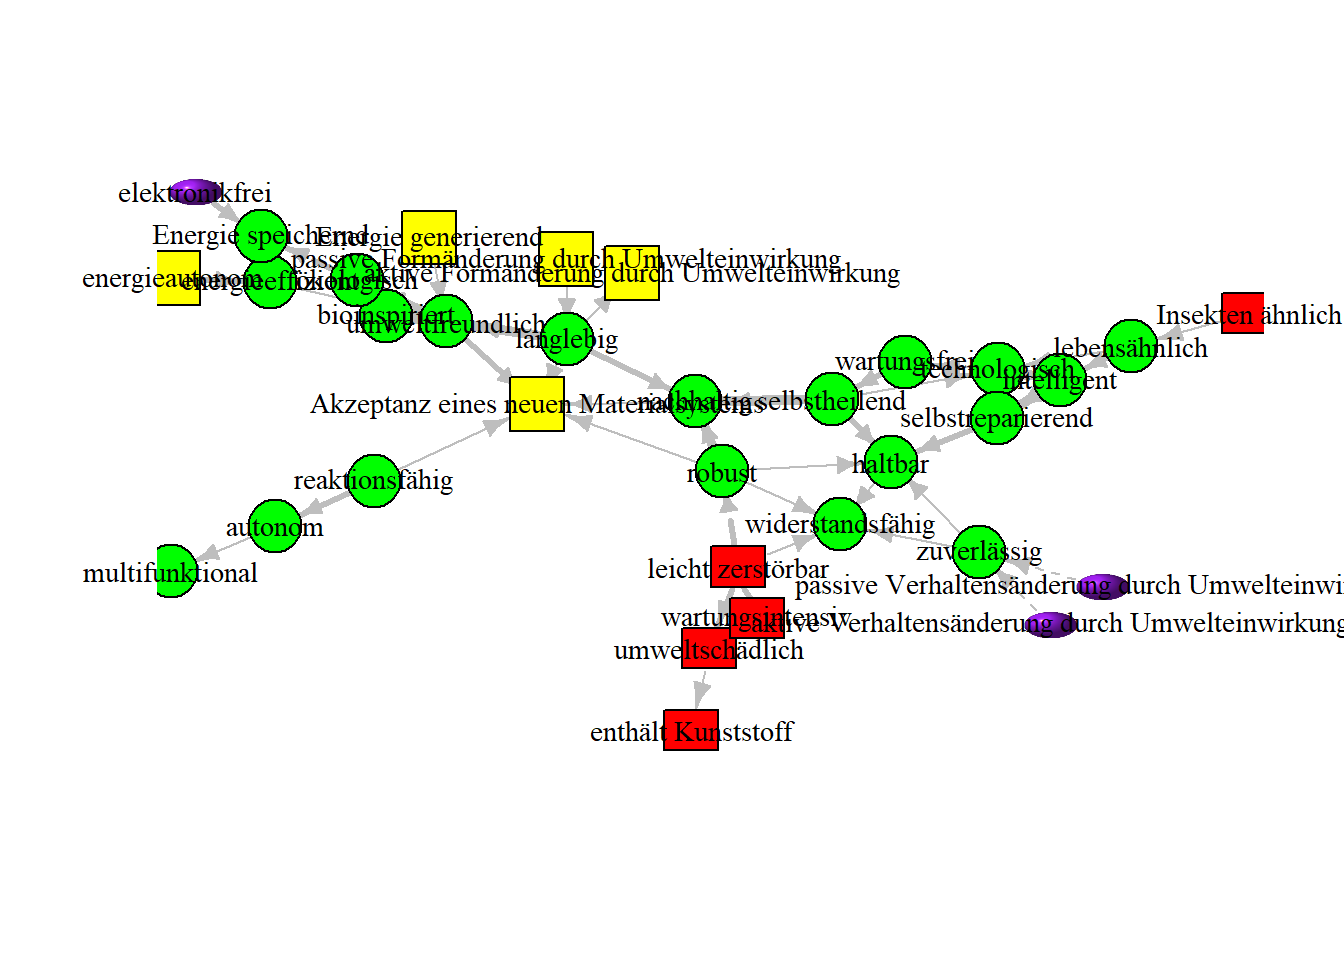 elektronikfrei
Energie speichernd
Energie generierend
passive Formänderung durch Umwelteinwirkung
aktive Formänderung durch Umwelteinwirkung
energieautonom
energieeffizient
ökologisch
bioinspiriert
umweltfreundlich
langlebig
Insekten ähnlich
lebensähnlich
wartungsfrei
technologisch
intelligent
Akzeptanz eines neuen Materialsystems
nachhaltig
selbstheilend
selbstreparierend
haltbar
robust
reaktionsfähig
autonom
widerstandsfähig
zuverlässig
multifunktional
leicht zerstörbar
passive Verhaltensänderung durch Umwelteinwi
wartungsintensiv
aktive Verhaltensänderung durch Umwelteinwirkung
umweltschädlich
enthält Kunststoff